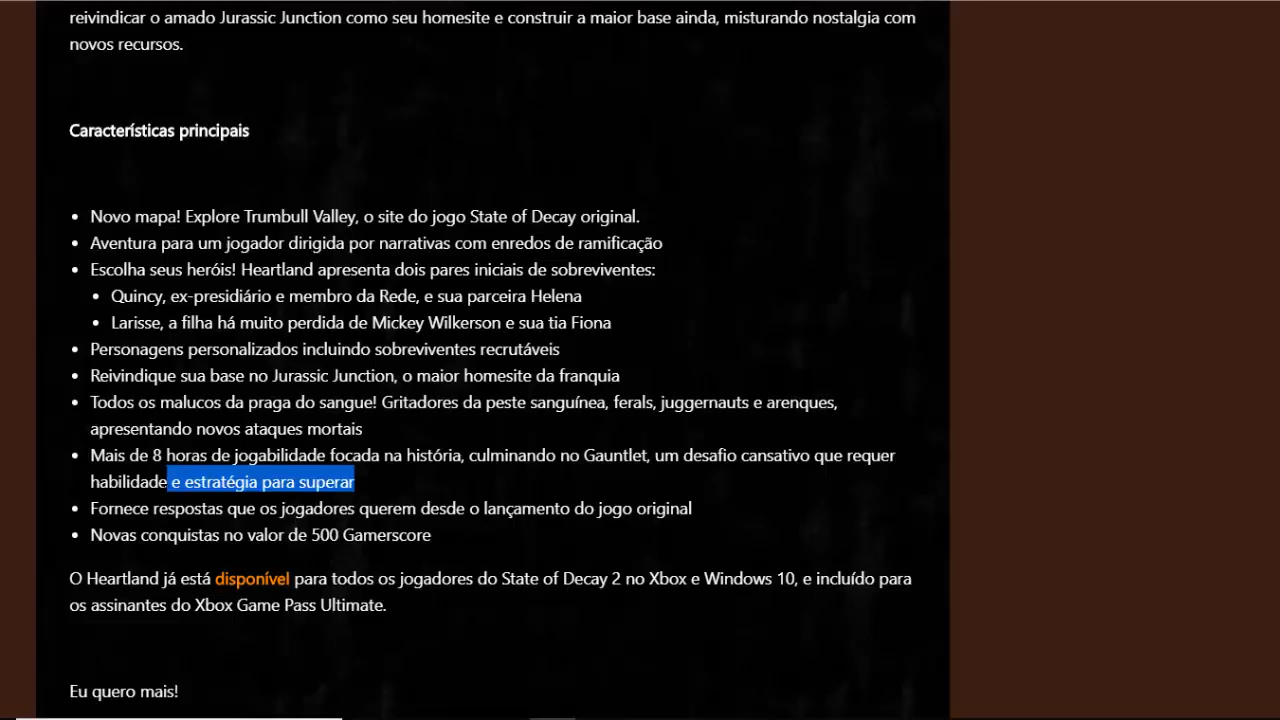 reivindicar o amado Jurassic Junction como seu homesite e construir a maior base ainda, misturando nostalgia com
novos recursos.
Características principais
• Novo mapa! Explore Trumbull Valley, o site do jogo State of Decay original.
• Aventura para um jogador dirigida por narrativas com enredos de ramificação
• Escolha seus heróis! Heartland apresenta dois pares iniciais de sobreviventes:
• Quincy, ex-presidiário e membro da Rede, e sua parceira Helena
• Larisse, a filha há muito perdida de Mickey Wilkerson e sua tia Fiona
• Personagens personalizados incluindo sobreviventes recrutáveis
• Reivindique sua base no Jurassic Junction, o maior homesite da franquia
• Todos os malucos da praga do sangue! Gritadores da peste sanguínea, ferals, juggernauts e arenques,
apresentando novos ataques mortais
• Mais de 8 horas de jogabilidade focada na história, culminando no Gauntlet, um desafio cansativo que requer
habilidade e estratégia para superar
• Fornece respostas que os jogadores querem desde o lançamento do jogo original
• Novas conquistas no valor de 500 Gamerscore
O Heartland já está disponível para todos os jogadores do State of Decay 2 no Xbox e Windows 10, e incluído para
os assinantes do Xbox Game Pass Ultimate.
Eu quero mais!